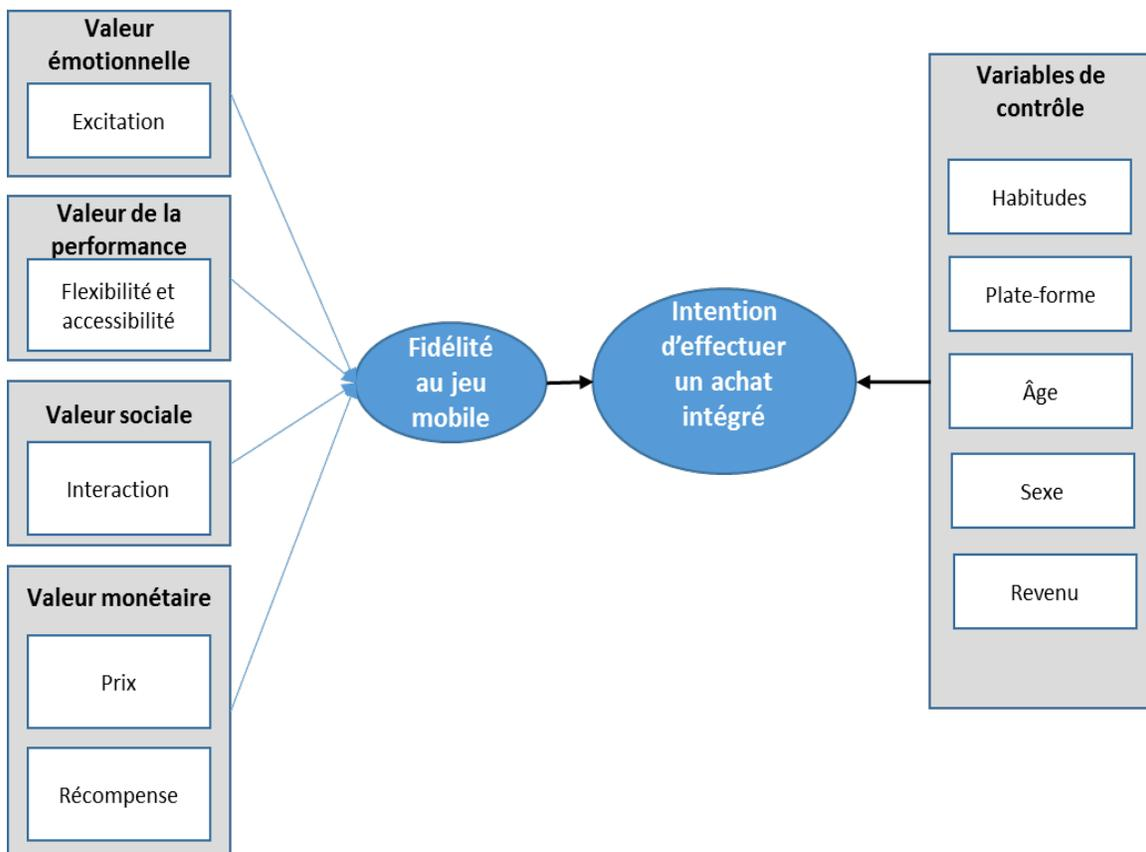 Valeur
émotionnelle
Excitation
Valeur de la
performance
Flexibilité et
accessibilité
Valeur sociale
Interaction
Valeur monétaire
Prix
Récompense
Fidélité
au jeu
mobile
Intention
d’effectuer
un achat
intégré
Variables de
contrôle
Habitudes
Plate-forme
Âge
Sexe
Revenu